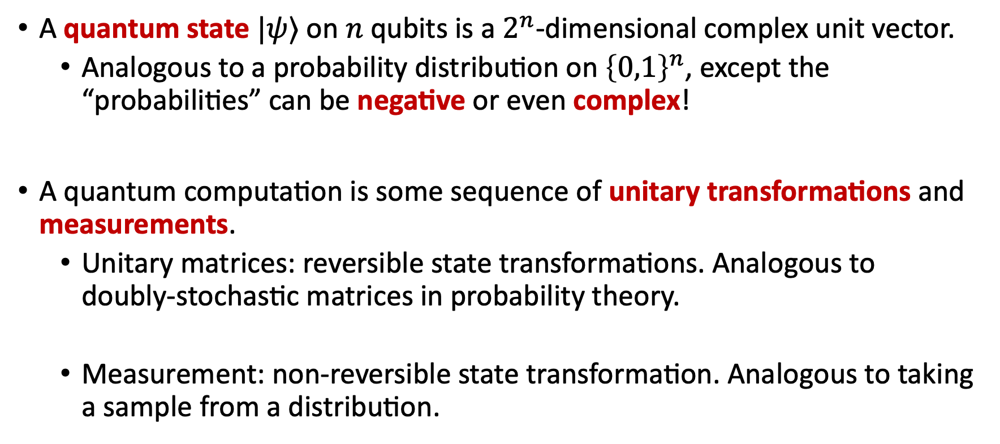 • A quantum state |ψ⟩ on n qubits is a 2ⁿ-dimensional complex unit vector.
• Analogous to a probability distribution on {0,1}ⁿ, except the
“probabilities” can be negative or even complex!
• A quantum computation is some sequence of unitary transformations and
measurements.
• Unitary matrices: reversible state transformations. Analogous to
doubly-stochastic matrices in probability theory.
• Measurement: non-reversible state transformation. Analogous to taking
a sample from a distribution.